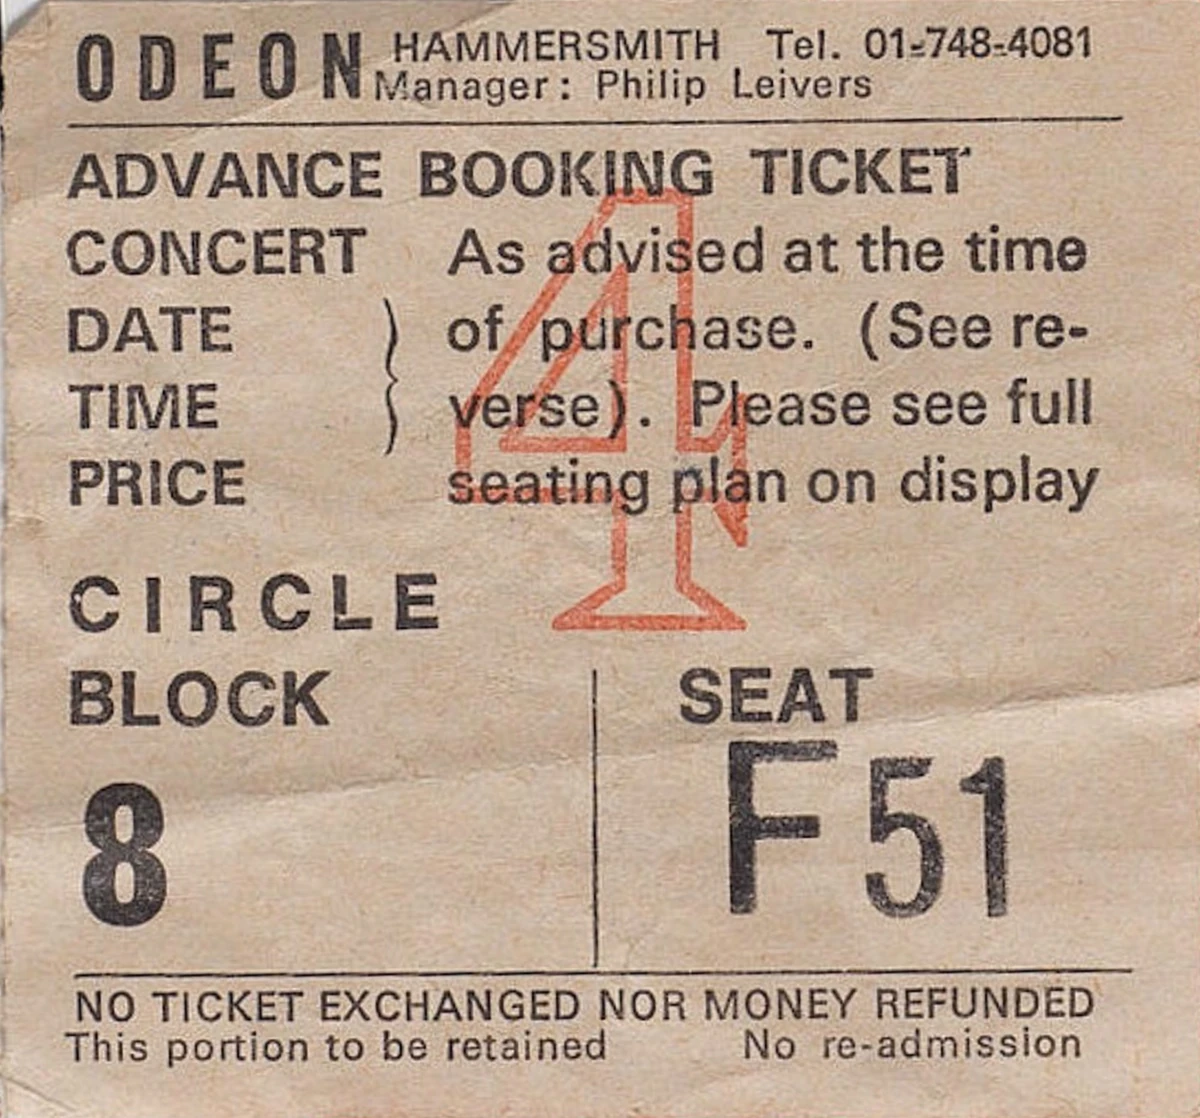 ODEON HAMMERSMITH Tel. 01-748-4081
Manager: Philip Leivers
ADVANCE BOOKING TICKET
CONCERT As advised at the time
DATE } of purchase. (See re-
TIME verse). Please see full
PRICE seating plan on display
4
CIRCLE
BLOCK SEAT
8 F51
NO TICKET EXCHANGED NOR MONEY REFUNDED
This portion to be retained No re-admission